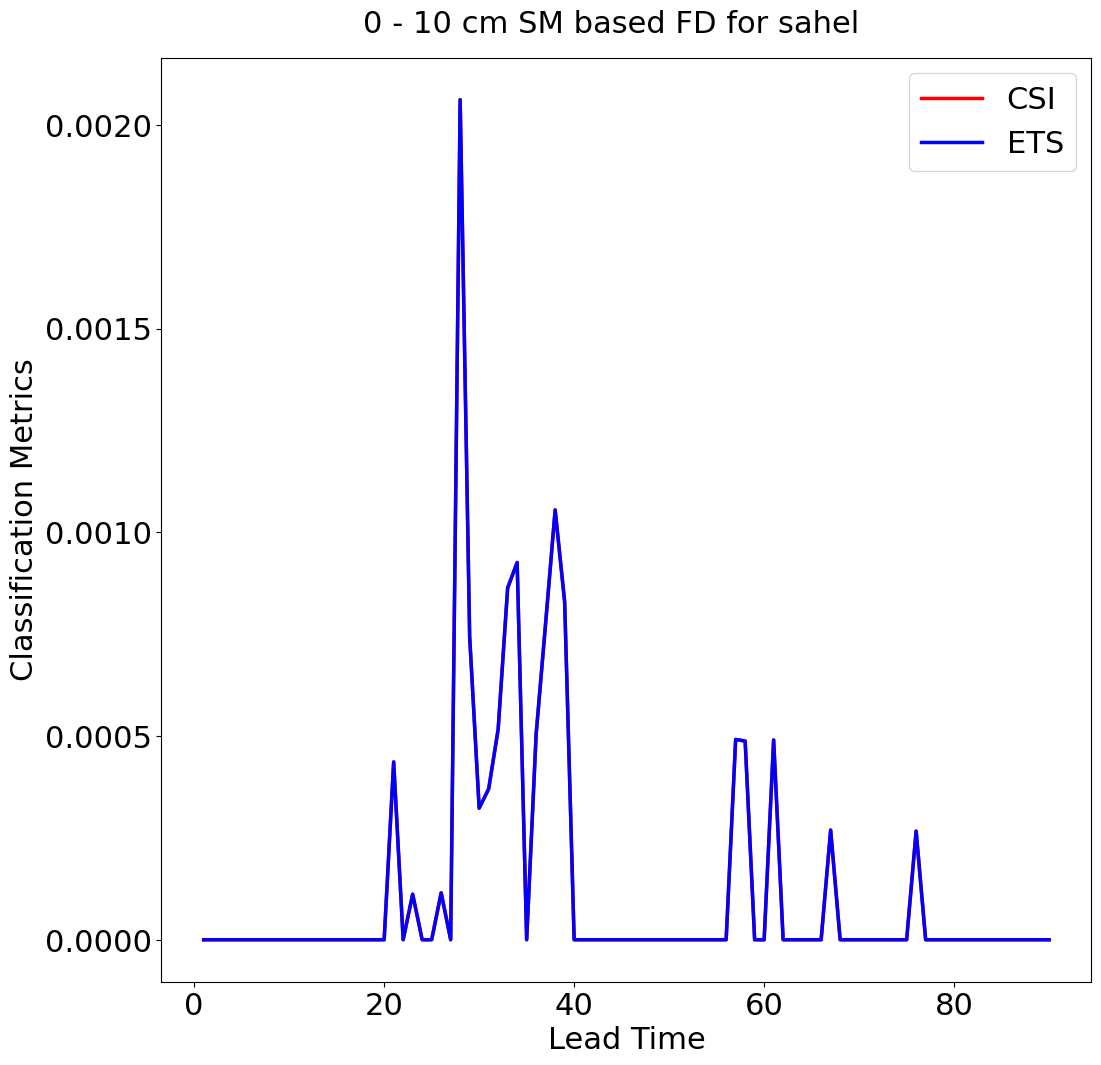 0 - 10 cm SM based FD for sahel
CSI
ETS
0.0020
0.0015
0.0010
0.0005
0.0000
Classification Metrics
0 20 40 60 80
Lead Time